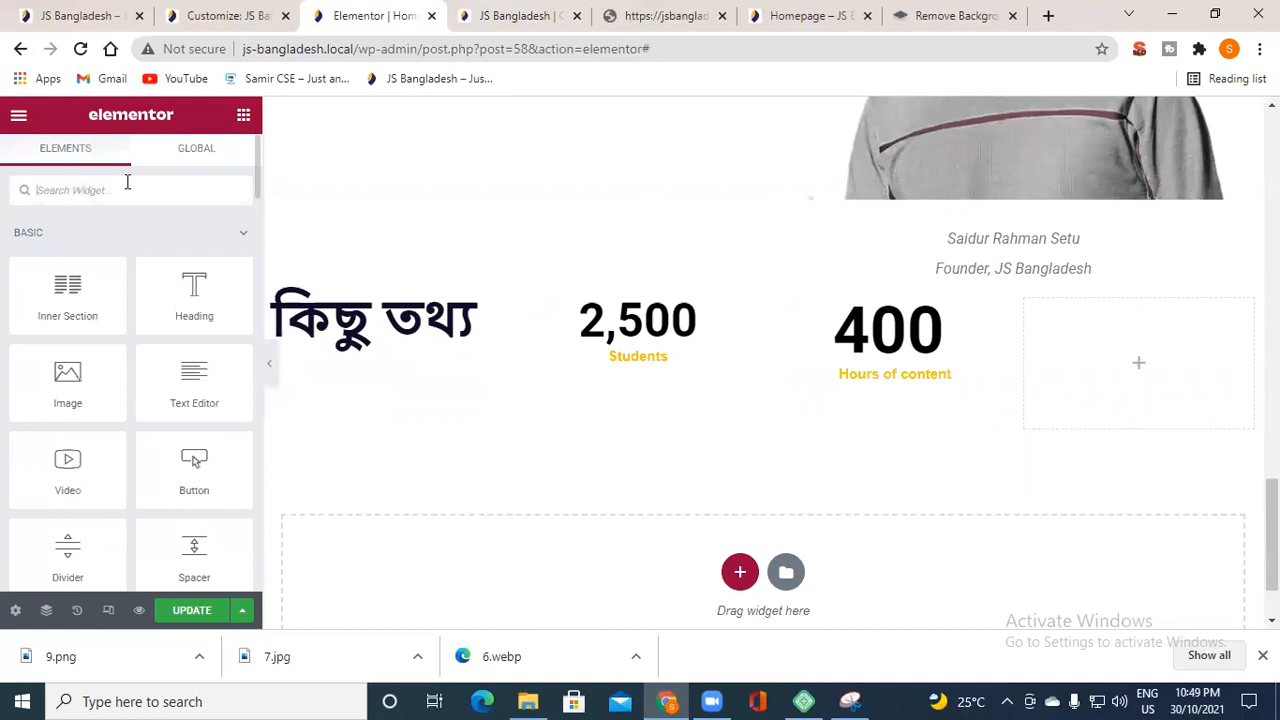 JS Bangladesh –
Customize: JS Ba
Elementor | Hom
JS Bangladesh | C
https://jsbanglad
Homepage – JS E
Remove Backgro
Not secure js-bangladesh.local/wp-admin/post.php?post=58&action=elementor#
Apps Gmail YouTube Samir CSE – Just an... JS Bangladesh – Jus... Reading list
elementor
ELEMENTS GLOBAL
Search Widget...
BASIC
Inner Section Heading
Image Text Editor
Video Button
Divider Spacer
UPDATE
Saidur Rahman Setu
Founder, JS Bangladesh
কিছু তথ্য
2,500
Students
400
Hours of content
Drag widget here
Activate Windows
Go to Settings to activate Windows.
9.png 7.jpg 6.webp Show all
Type here to search
25°C
ENG
US
10:49 PM
30/10/2021